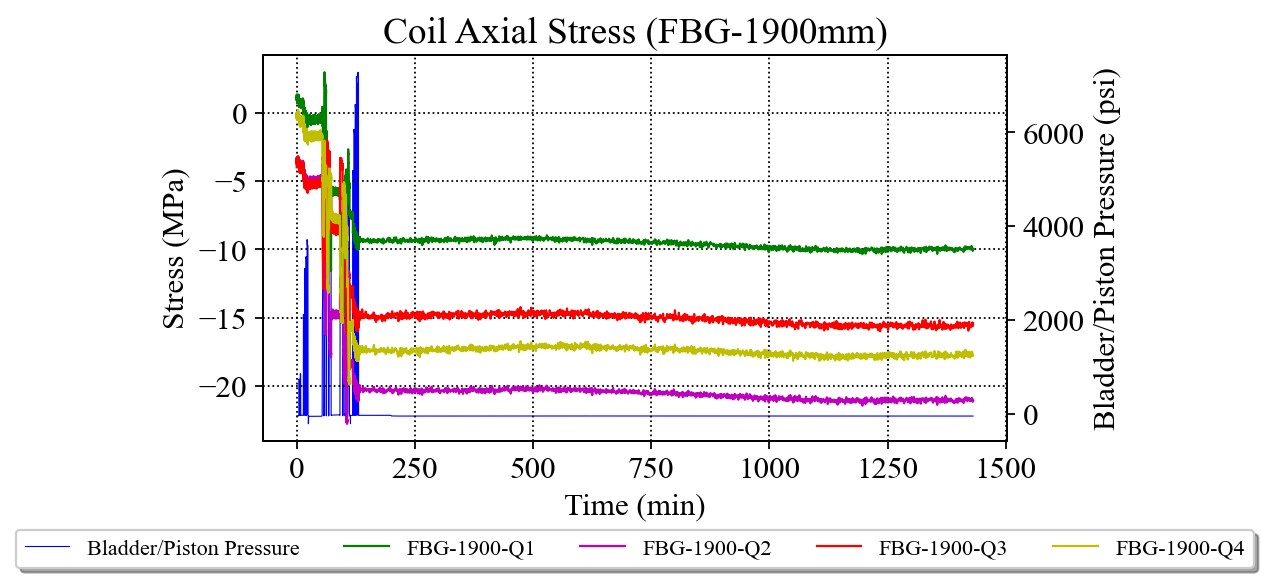 Coil Axial Stress (FBG-1900mm)
Stress (MPa)
0
−5
−10
−15
−20
6000
4000
2000
0
Bladder/Piston Pressure (psi)
0 250 500 750 1000 1250 1500
Time (min)
Bladder/Piston Pressure FBG-1900-Q1 FBG-1900-Q2 FBG-1900-Q3 FBG-1900-Q4